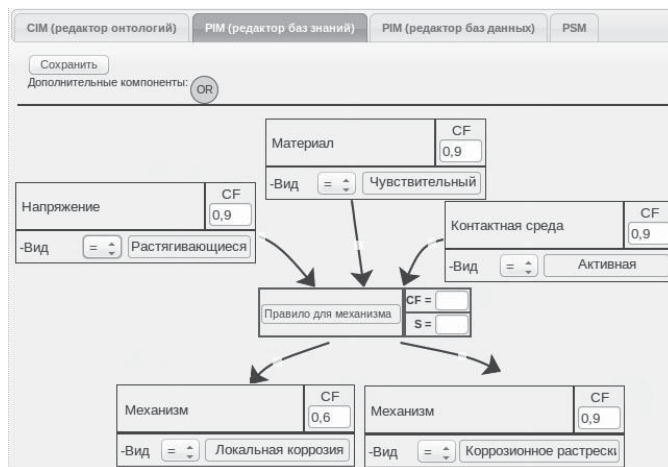 CIM (редактор онтологий) PIM (редактор баз знаний) PIM (редактор баз данных) PSM
Сохранить
Дополнительные компоненты: OR
Материал CF
0,9
-Вид = Чувствительный
Напряжение CF
0,9
-Вид = Растягивающиеся
Контактная среда CF
0,9
-Вид = Активная
Правило для механизма CF =
S =
Механизм CF
0,6
-Вид = Локальная коррозия
Механизм CF
0,9
-Вид = Коррозионное растрески